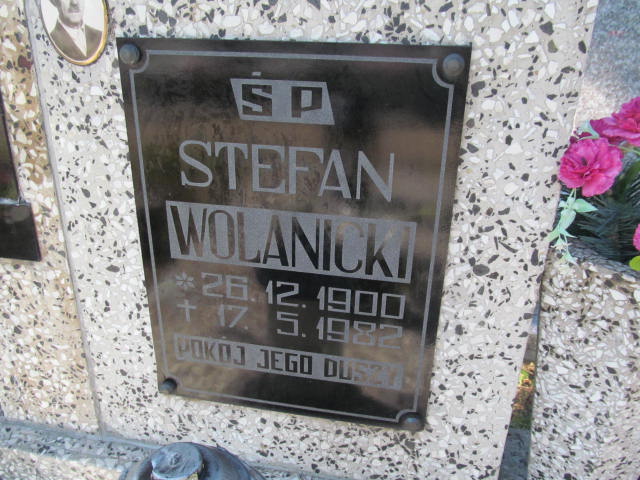 ŚP
STEFAN
WOLANICKI
* 26.12.1900
† 17. 5.1982
POKÓJ JEGO DUSZY